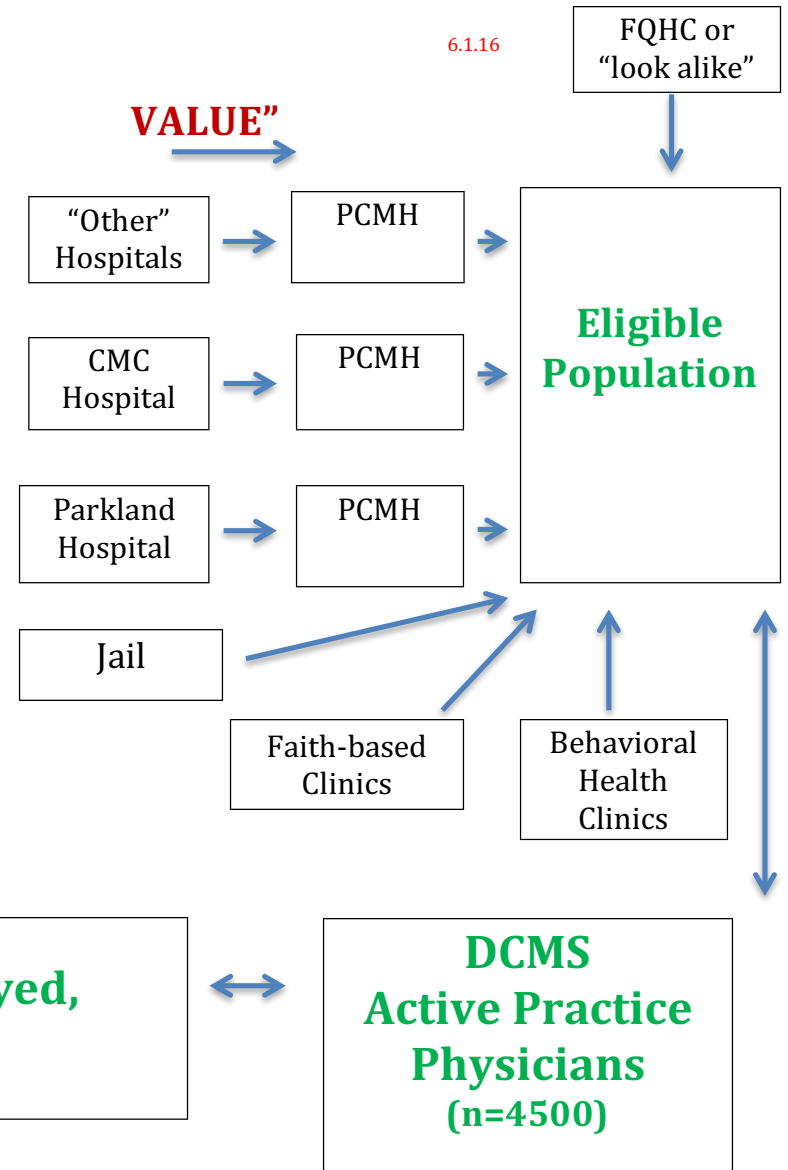 6.1.16
FQHC or
“look alike”
VALUE”
“Other”
Hospitals
PCMH
Eligible
Population
CMC
Hospital
PCMH
Parkland
Hospital
PCMH
Jail
Faith-based
Clinics
Behavioral
Health
Clinics
yed,
DCMS
Active Practice
Physicians
(n=4500)